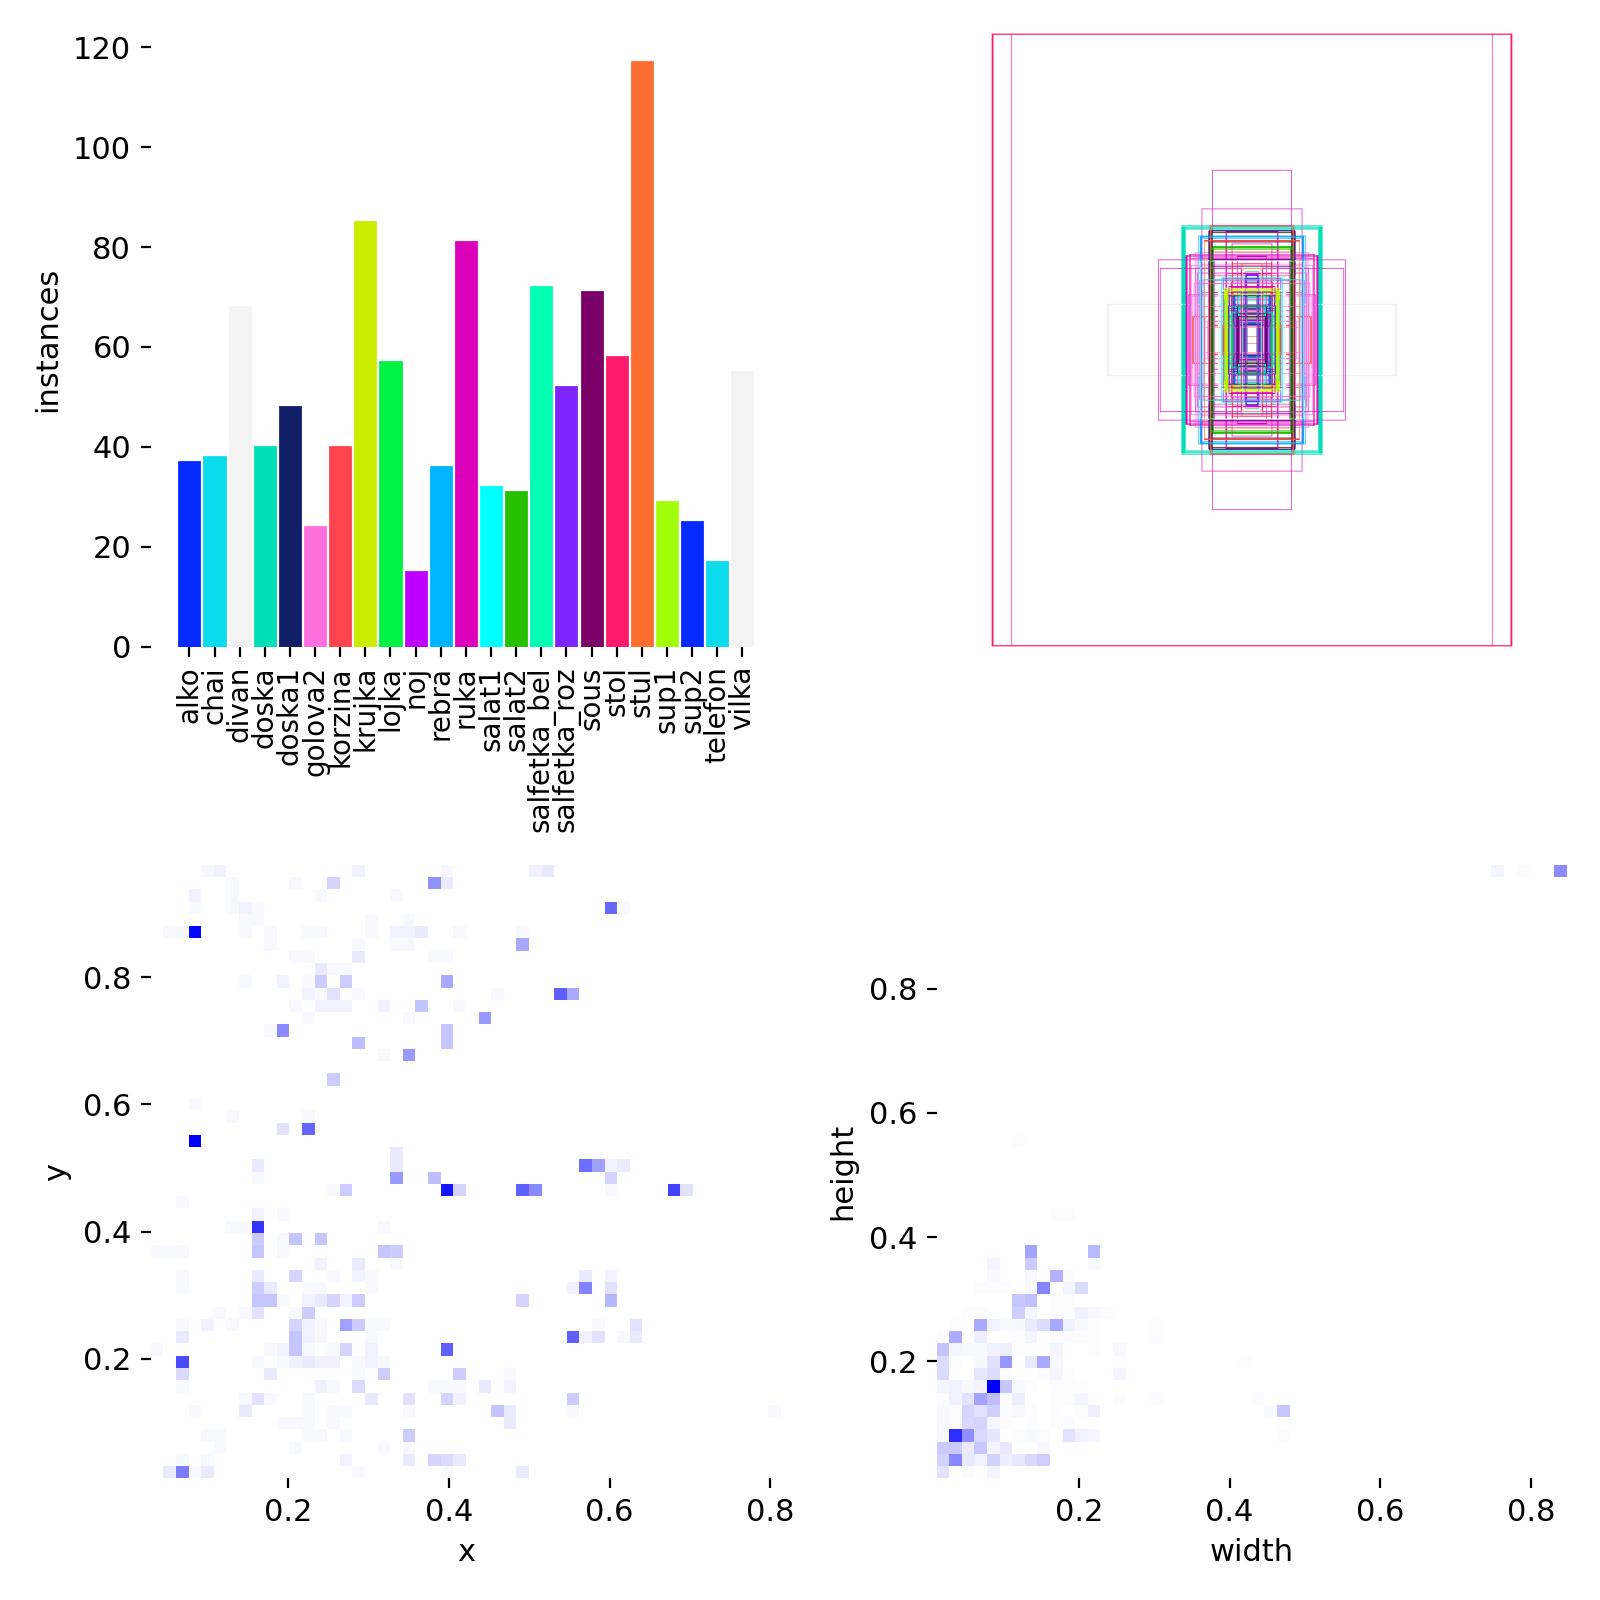 120
100
80
60
40
20
0
instances
alko
chai
divan
doska
doska1
golova2
korzina
krujka
lojka
noj
rebra
ruka
salat1
salat2
salfetka_bel
salfetka_roz
sous
stol
stul
sup1
sup2
telefon
vilka
0.8
0.6
0.4
0.2
y
0.2
0.4
0.6
0.8
x
0.8
0.6
0.4
0.2
height
0.2
0.4
0.6
0.8
width